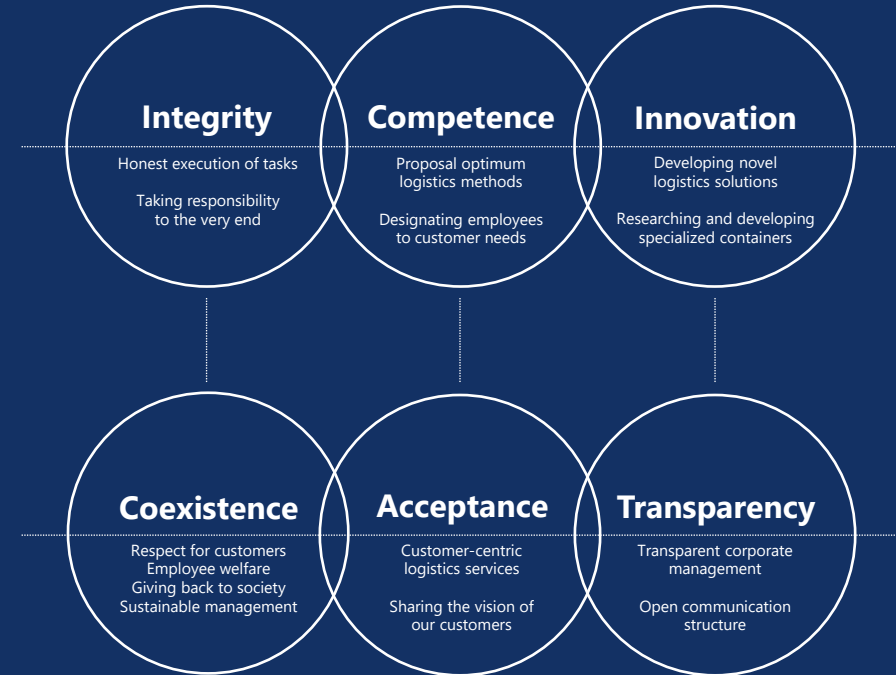 Integrity
Honest execution of tasks
Taking responsibility
to the very end
Competence
Proposal optimum
logistics methods
Designating employees
to customer needs
Innovation
Developing novel
logistics solutions
Researching and developing
specialized containers
Coexistence
Respect for customers
Employee welfare
Giving back to society
Sustainable management
Acceptance
Customer-centric
logistics services
Sharing the vision of
our customers
Transparency
Transparent corporate
management
Open communication
structure